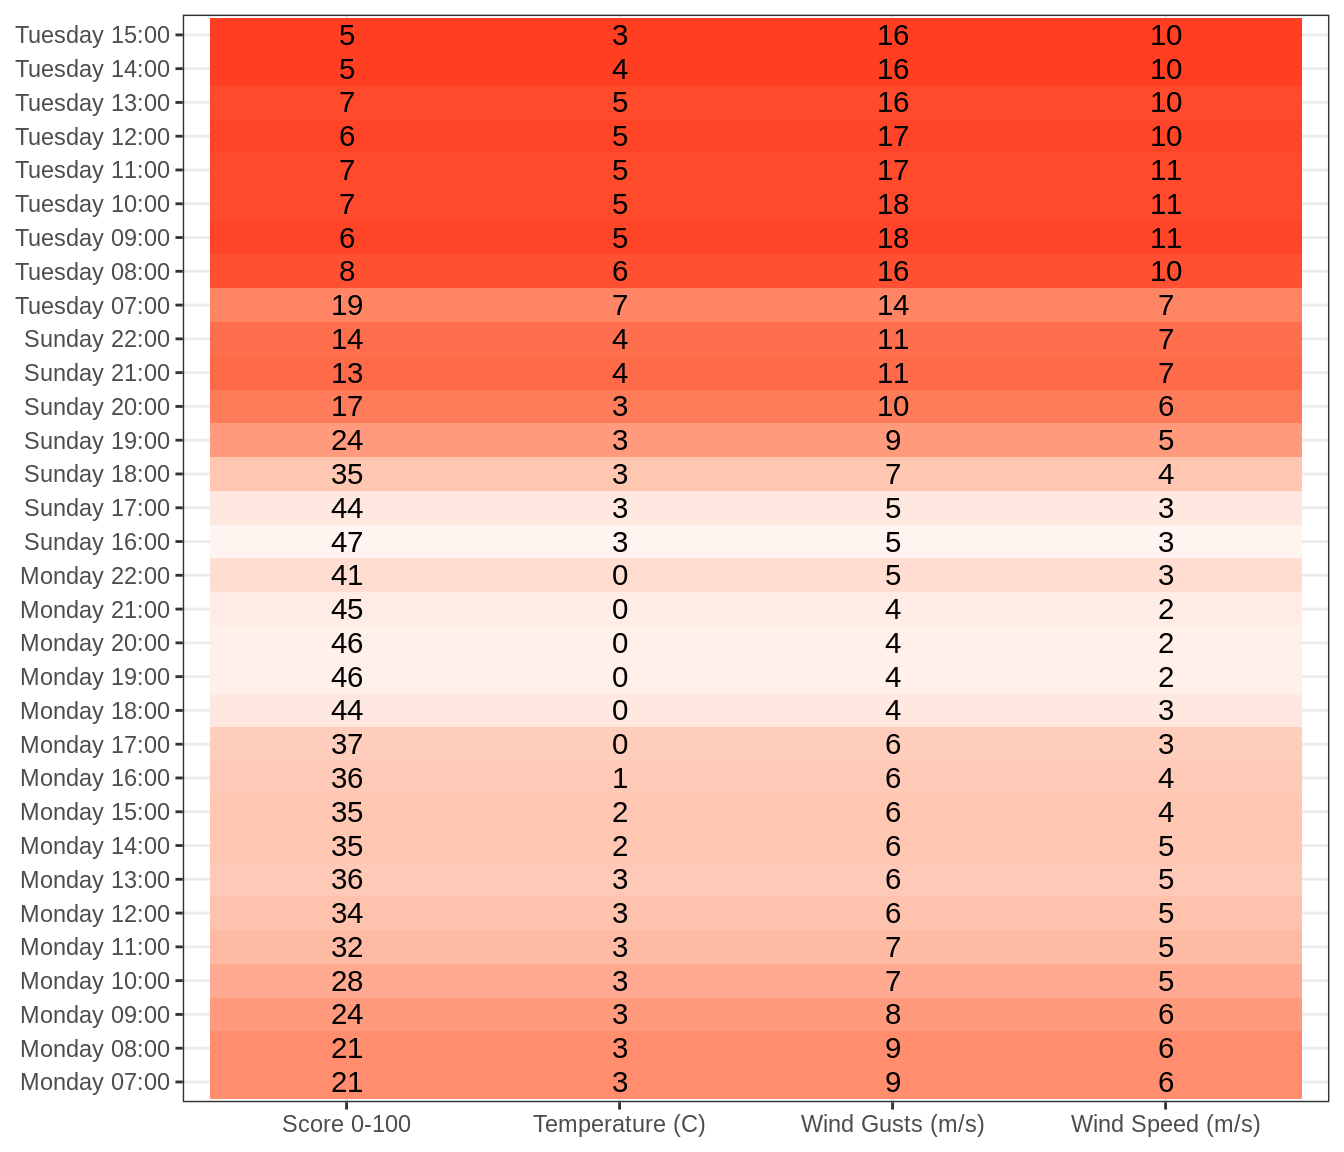 Tuesday 15:00 5 3 16 10
Tuesday 14:00 5 4 16 10
Tuesday 13:00 7 5 16 10
Tuesday 12:00 6 5 17 10
Tuesday 11:00 7 5 17 11
Tuesday 10:00 7 5 18 11
Tuesday 09:00 6 5 18 11
Tuesday 08:00 8 6 16 10
Tuesday 07:00 19 7 14 7
Sunday 22:00 14 4 11 7
Sunday 21:00 13 4 11 7
Sunday 20:00 17 3 10 6
Sunday 19:00 24 3 9 5
Sunday 18:00 35 3 7 4
Sunday 17:00 44 3 5 3
Sunday 16:00 47 3 5 3
Monday 22:00 41 0 5 3
Monday 21:00 45 0 4 2
Monday 20:00 46 0 4 2
Monday 19:00 46 0 4 2
Monday 18:00 44 0 4 3
Monday 17:00 37 0 6 3
Monday 16:00 36 1 6 4
Monday 15:00 35 2 6 4
Monday 14:00 35 2 6 5
Monday 13:00 36 3 6 5
Monday 12:00 34 3 6 5
Monday 11:00 32 3 7 5
Monday 10:00 28 3 7 5
Monday 09:00 24 3 8 6
Monday 08:00 21 3 9 6
Monday 07:00 21 3 9 6
Score 0-100 Temperature (C) Wind Gusts (m/s) Wind Speed (m/s)